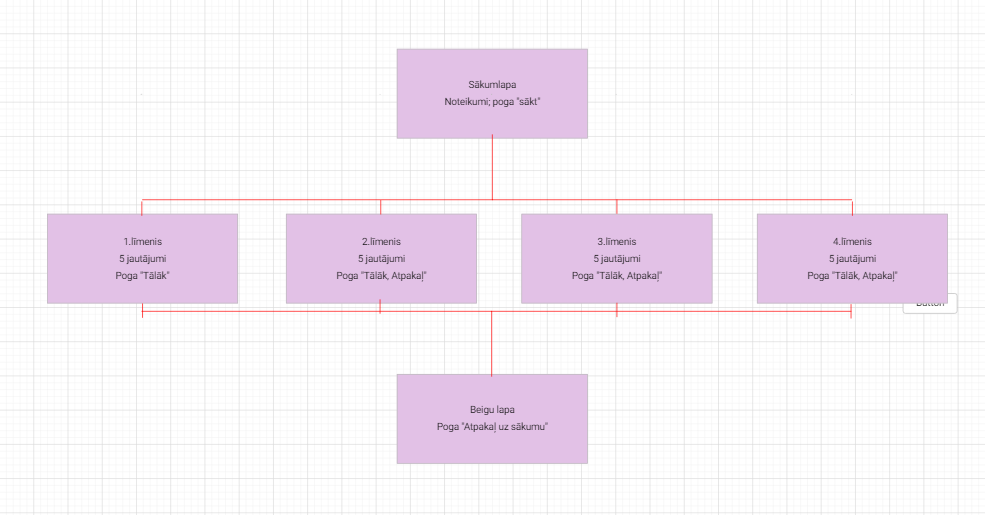 Sākumlapa
Noteikumi; poga "sākt"
1.līmenis
5 jautājumi
Poga "Tālāk"
2.līmenis
5 jautājumi
Poga "Tālāk, Atpakaļ"
3.līmenis
5 jautājumi
Poga "Tālāk, Atpakaļ"
4.līmenis
5 jautājumi
Poga "Tālāk, Atpakaļ"
Button
Beigu lapa
Poga "Atpakaļ uz sākumu"